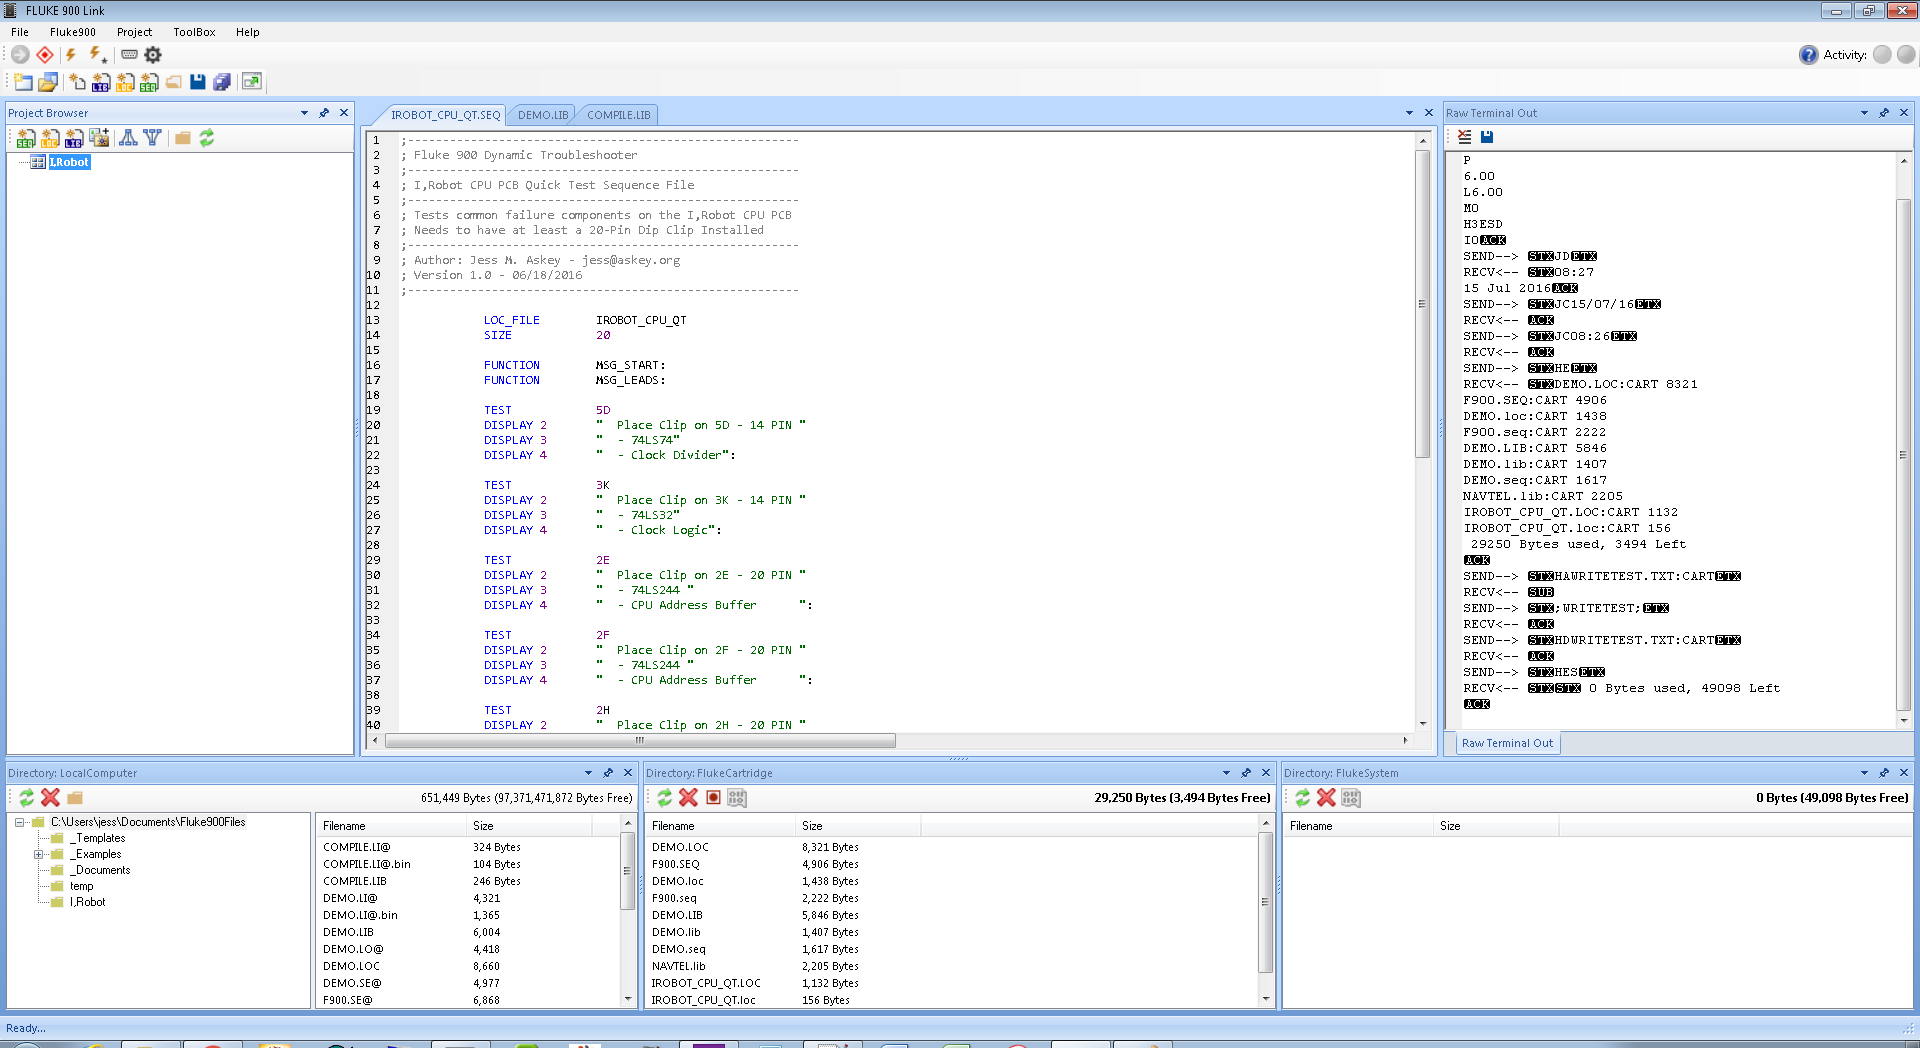 FLUKE 900 Link
File Fluke900 Project ToolBox Help
Activity:
Project Browser
I,Robot
IROBOT_CPU_QT.SEQ DEMO.LIB COMPILE.LIB
1 ;--------------------------------------------------------
2 ; Fluke 900 Dynamic Troubleshooter
3 ;--------------------------------------------------------
4 ; I,Robot CPU PCB Quick Test Sequence File
5 ;--------------------------------------------------------
6 ; Tests common failure components on the I,Robot CPU PCB
7 ; Needs to have at least a 20-Pin Dip Clip Installed
8 ;--------------------------------------------------------
9 ; Author: Jess M. Askey - jess@askey.org
10 ; Version 1.0 - 06/18/2016
11 ;--------------------------------------------------------
12
13 LOC_FILE IROBOT_CPU_QT
14 SIZE 20
15
16 FUNCTION MSG_START:
17 FUNCTION MSG_LEADS:
18
19 TEST 5D
20 DISPLAY 2 "  Place Clip on 5D - 14 PIN "
21 DISPLAY 3 "  - 74LS74"
22 DISPLAY 4 "  - Clock Divider":
23
24 TEST 3K
25 DISPLAY 2 "  Place Clip on 3K - 14 PIN "
26 DISPLAY 3 "  - 74LS32"
27 DISPLAY 4 "  - Clock Logic":
28
29 TEST 2E
30 DISPLAY 2 "  Place Clip on 2E - 20 PIN "
31 DISPLAY 3 "  - 74LS244 "
32 DISPLAY 4 "  - CPU Address Buffer      ":
33
34 TEST 2F
35 DISPLAY 2 "  Place Clip on 2F - 20 PIN "
36 DISPLAY 3 "  - 74LS244 "
37 DISPLAY 4 "  - CPU Address Buffer      ":
38
39 TEST 2H
40 DISPLAY 2 "  Place Clip on 2H - 20 PIN "
Raw Terminal Out
P
6.00
L6.00
M0
H3ESD
I0ACK
SEND--> STXJDETX
RECV<-- STX08:27
15 Jul 2016ACK
SEND--> STXJC15/07/16ETX
RECV<-- ACK
SEND--> STXJC08:26ETX
RECV<-- ACK
SEND--> STXHEETX
RECV<-- STXDEMO.LOC:CART 8321
F900.SEQ:CART 4906
DEMO.loc:CART 1438
F900.seq:CART 2222
DEMO.LIB:CART 5846
DEMO.lib:CART 1407
DEMO.seq:CART 1617
NAVTEL.lib:CART 2205
IROBOT_CPU_QT.LOC:CART 1132
IROBOT_CPU_QT.loc:CART 156
29250 Bytes used, 3494 Left
ACK
SEND--> STXHAWRITETEST.TXT:CARTETX
RECV<-- SUB
SEND--> STX;WRITETEST;ETX
RECV<-- ACK
SEND--> STXHDWRITETEST.TXT:CARTETX
RECV<-- ACK
SEND--> STXHESETX
RECV<-- STXSTX 0 Bytes used, 49098 Left
ACK
Raw Terminal Out
Directory: LocalComputer
651,449 Bytes (97,371,471,872 Bytes Free)
C:\Users\jess\Documents\Fluke900Files
_Templates
_Examples
_Documents
temp
I,Robot
Filename Size
COMPILE.LI@ 324 Bytes
COMPILE.LI@.bin 104 Bytes
COMPILE.LIB 246 Bytes
DEMO.LI@ 4,321
DEMO.LI@.bin 1,365
DEMO.LIB 6,004
DEMO.LO@ 4,418
DEMO.LOC 8,660
DEMO.SE@ 4,977
F900.SE@ 6,868
Directory: FlukeCartridge
29,250 Bytes (3,494 Bytes Free)
Filename Size
DEMO.LOC 8,321 Bytes
F900.SEQ 4,906 Bytes
DEMO.loc 1,438 Bytes
F900.seq 2,222 Bytes
DEMO.LIB 5,846 Bytes
DEMO.lib 1,407 Bytes
DEMO.seq 1,617 Bytes
NAVTEL.lib 2,205 Bytes
IROBOT_CPU_QT.LOC 1,132 Bytes
IROBOT_CPU_QT.loc 156 Bytes
Directory: FlukeSystem
0 Bytes (49,098 Bytes Free)
Filename Size
Ready...